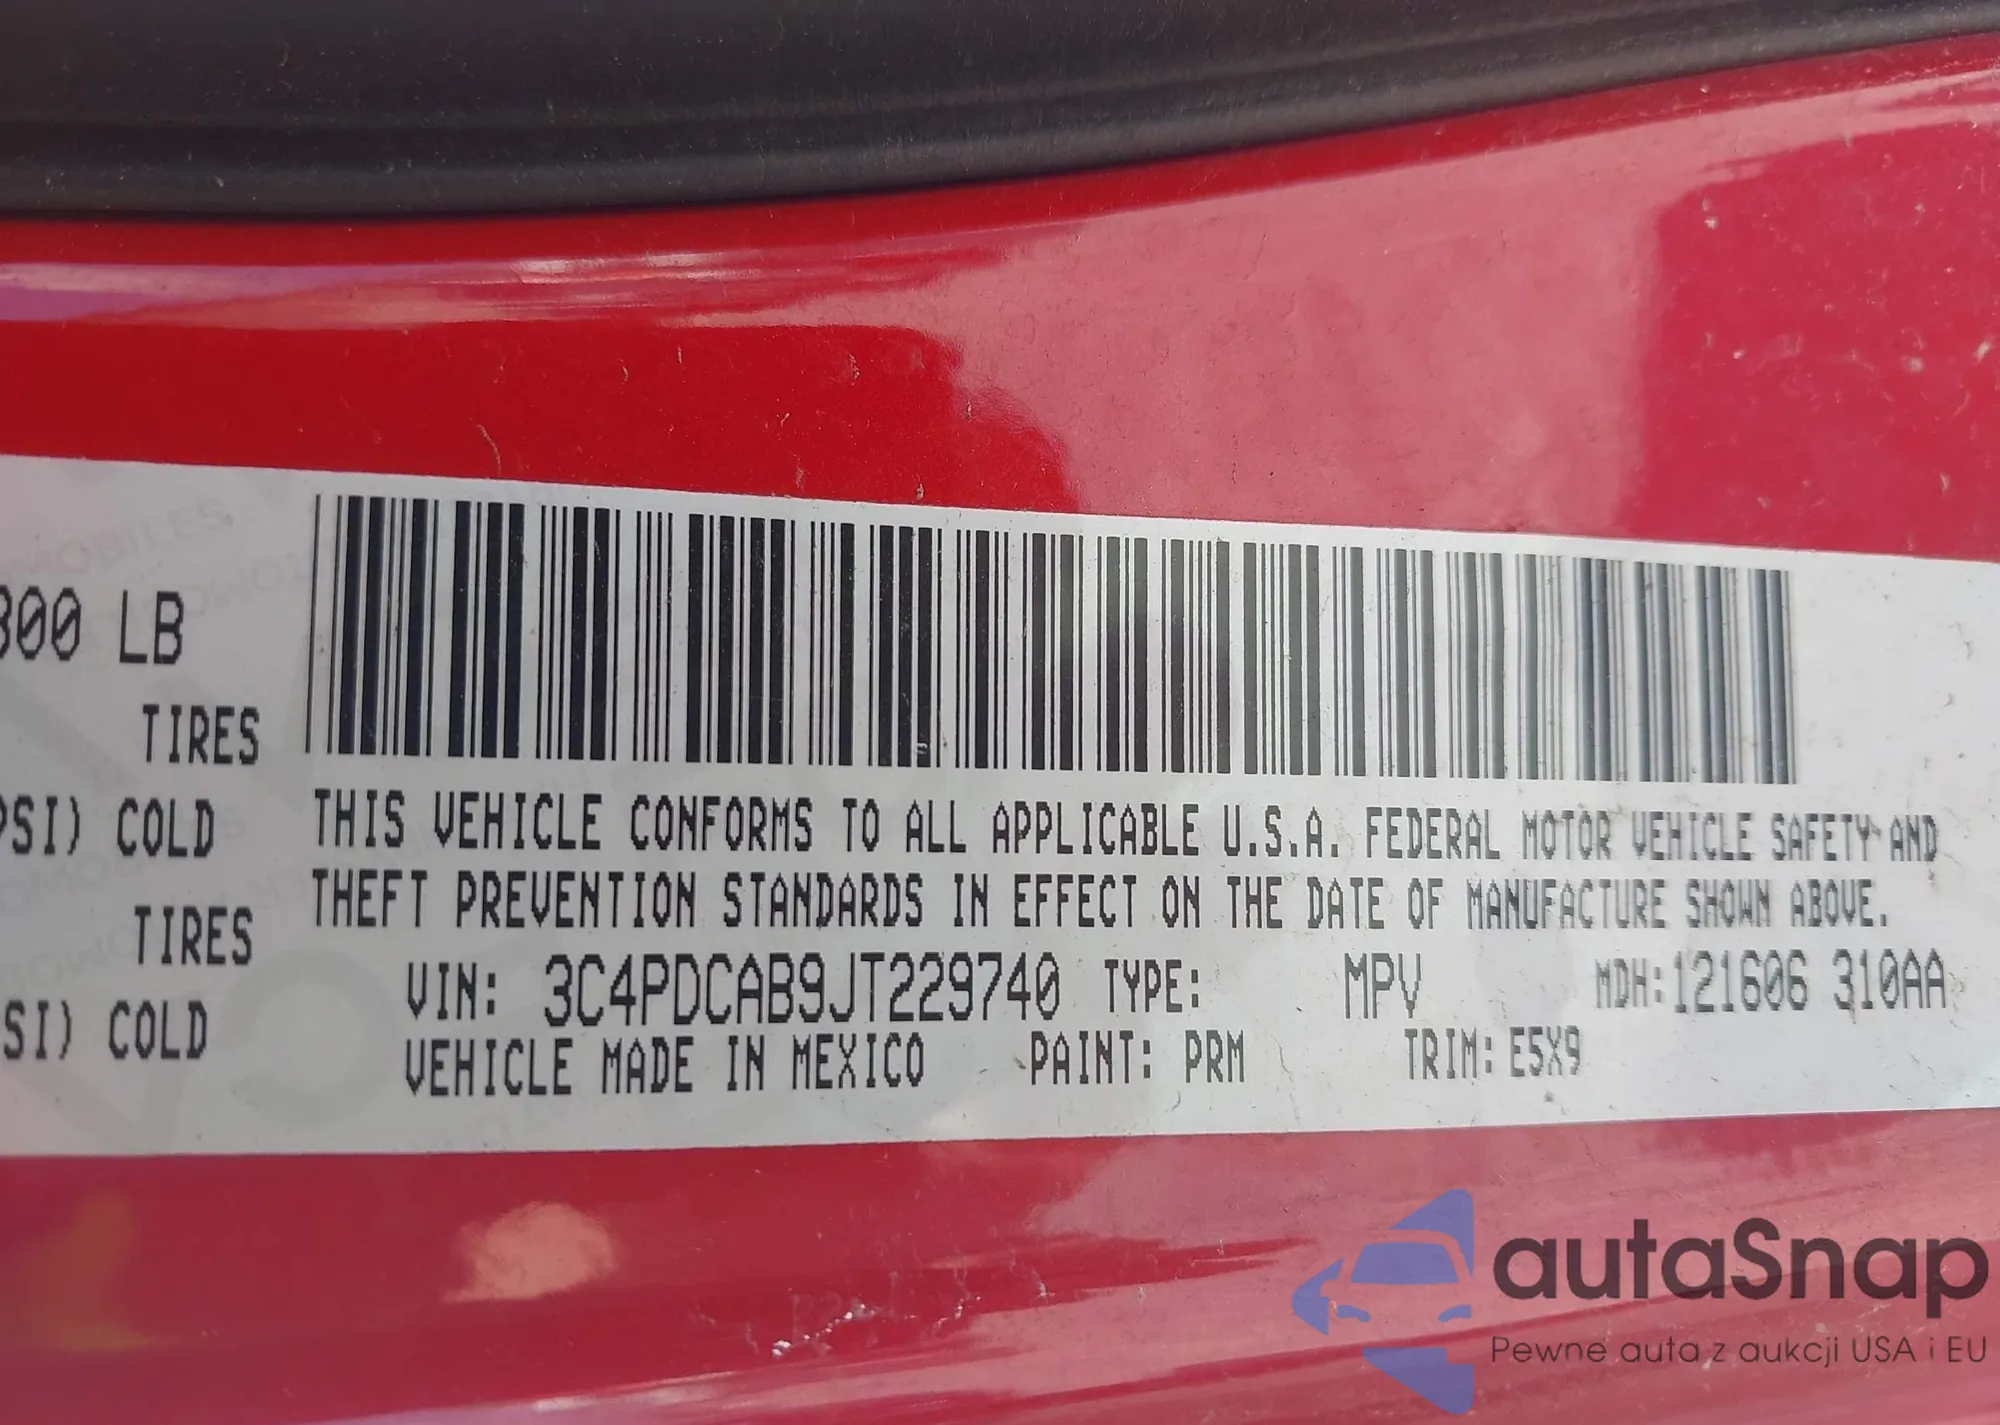 300 LB
TIRES
PSI) COLD
TIRES
SI) COLD
THIS VEHICLE CONFORMS TO ALL APPLICABLE U.S.A. FEDERAL MOTOR VEHICLE SAFETY AND
THEFT PREVENTION STANDARDS IN EFFECT ON THE DATE OF MANUFACTURE SHOWN ABOVE.
VIN: 3C4PDCAB9JT229740 TYPE: MPV MDH:121606 310AA
VEHICLE MADE IN MEXICO PAINT: PRM TRIM: E5X9
autaSnap
Pewne auta z aukcji USA i EU